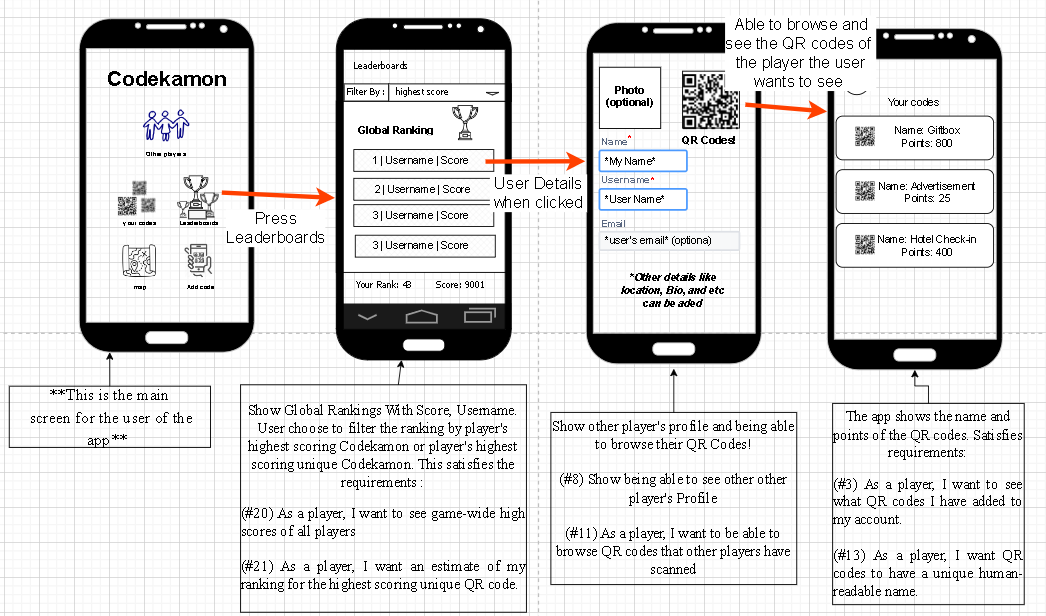 Codekamon
Other players
your codes
Leaderboards
map
Add code
Press
Leaderboards
Leaderboards
Filter By :
highest score
Global Ranking
1 | Username | Score
2 | Username | Score
3 | Username | Score
3 | Username | Score
Your Rank: 43
Score: 9001
User Details
when clicked
Photo
(optional)
QR Codes!
Name*
*My Name*
Username*
*User Name*
Email
*user's email* (optiona)
*Other details like
location, Bio, and etc
can be aded
Able to browse and
see the QR codes of
the player the user
wants to see
Your codes
Name: Giftbox
Points: 800
Name: Advertisement
Points: 25
Name: Hotel Check-in
Points: 400
**This is the main
screen for the user of the
app**
Show Global Rankings With Score, Username.
User choose to filter the ranking by player's
highest scoring Codekamon or player's highest
scoring unique Codekamon. This satisfies the
requirements :
(#20) As a player, I want to see game-wide high
scores of all players
(#21) As a player, I want an estimate of my
ranking for the highest scoring unique QR code.
Show other player's profile and being able
to browse their QR Codes!
(#8) Show being able to see other other
player's Profile
(#11) As a player, I want to be able to
browse QR codes that other players have
scanned
The app shows the name and
points of the QR codes. Satisfies
requirements:
(#3) As a player, I want to see
what QR codes I have added to
my account.
(#13) As a player, I want QR
codes to have a unique human-
readable name.